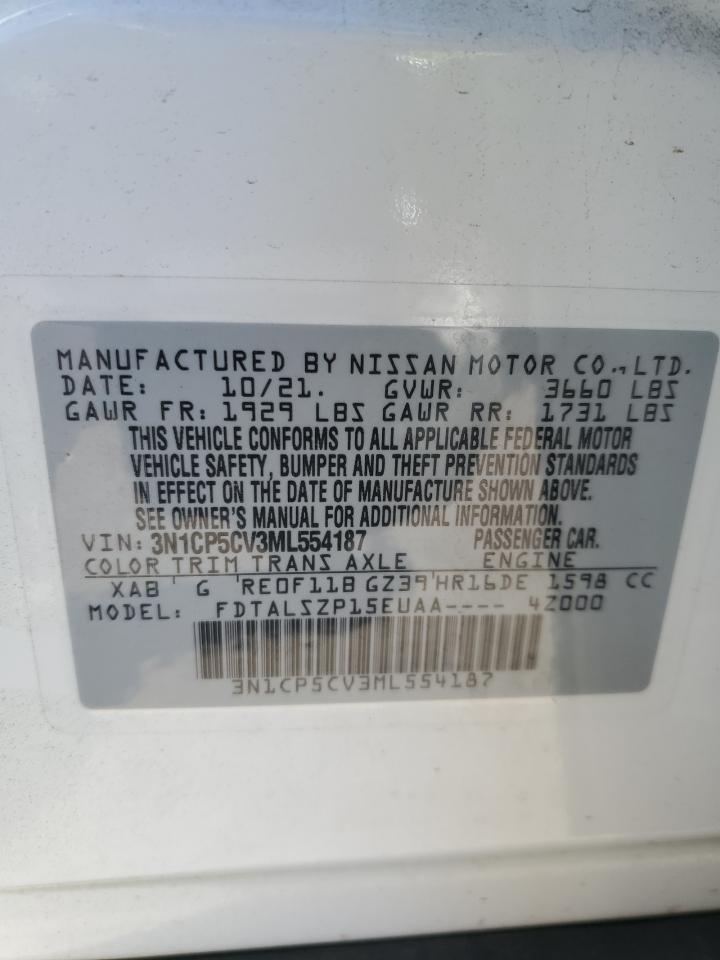 MANUFACTURED BY NISSAN MOTOR CO.,LTD.
DATE: 10/21. GVWR: 3660 LBS
GAWR FR: 1929 LBS GAWR RR: 1731 LBS
THIS VEHICLE CONFORMS TO ALL APPLICABLE FEDERAL MOTOR
VEHICLE SAFETY, BUMPER AND THEFT PREVENTION STANDARDS
IN EFFECT ON THE DATE OF MANUFACTURE SHOWN ABOVE.
SEE OWNER'S MANUAL FOR ADDITIONAL INFORMATION.
VIN: 3N1CP5CV3ML554187 PASSENGER CAR.
COLOR TRIM TRANS AXLE ENGINE
XAB' G 'RE0F11B GZ39'HR16DE 1598 CC
MODEL: FDTALSZP15EUAA---- 4Z000
3N1CP5CV3ML554187